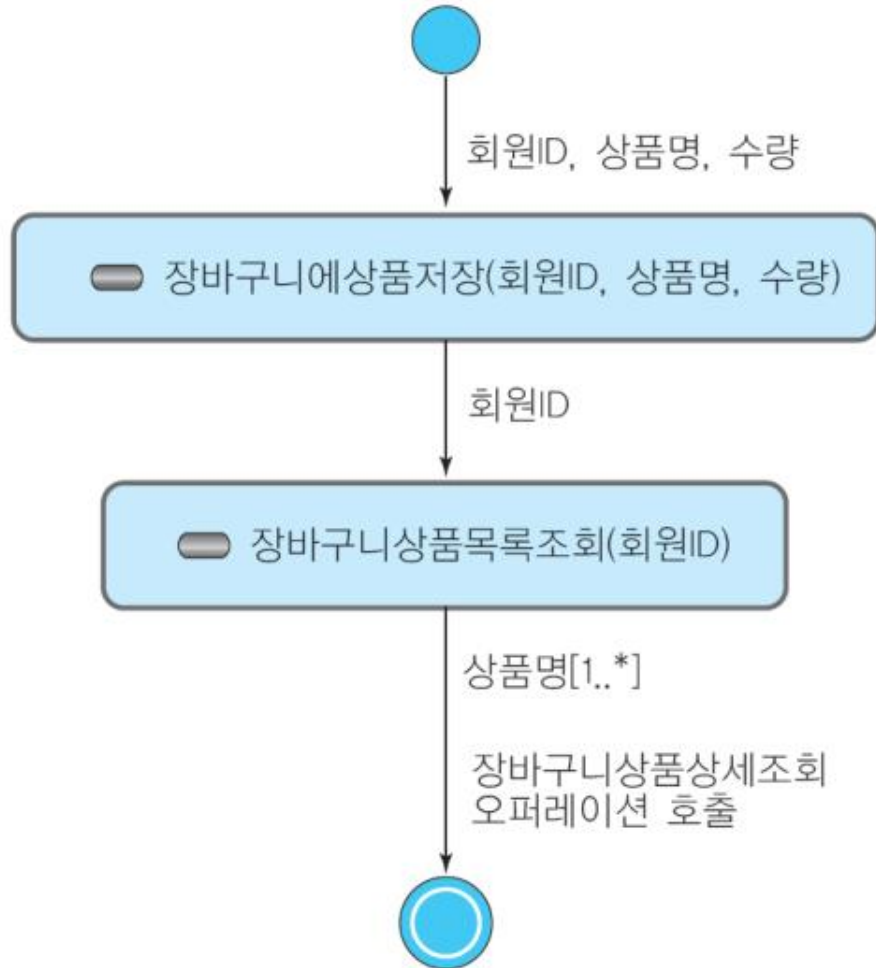 회원ID, 상품명, 수량
장바구니에상품저장(회원ID, 상품명, 수량)
회원ID
장바구니상품목록조회(회원ID)
상품명[1..*]
장바구니상품상세조회
오퍼레이션 호출